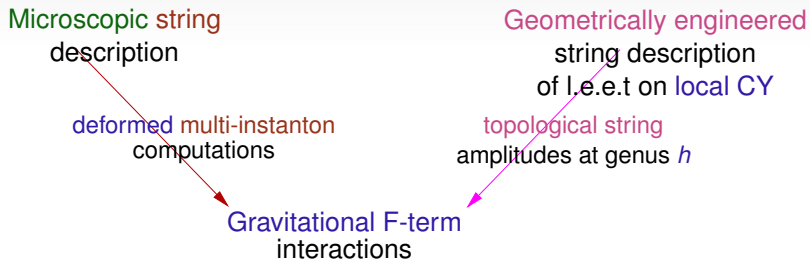 Microscopic string
description
Geometrically engineered
string description
of l.e.e.t on local CY
deformed multi-instanton
computations
topological string
amplitudes at genus h
Gravitational F-term
interactions